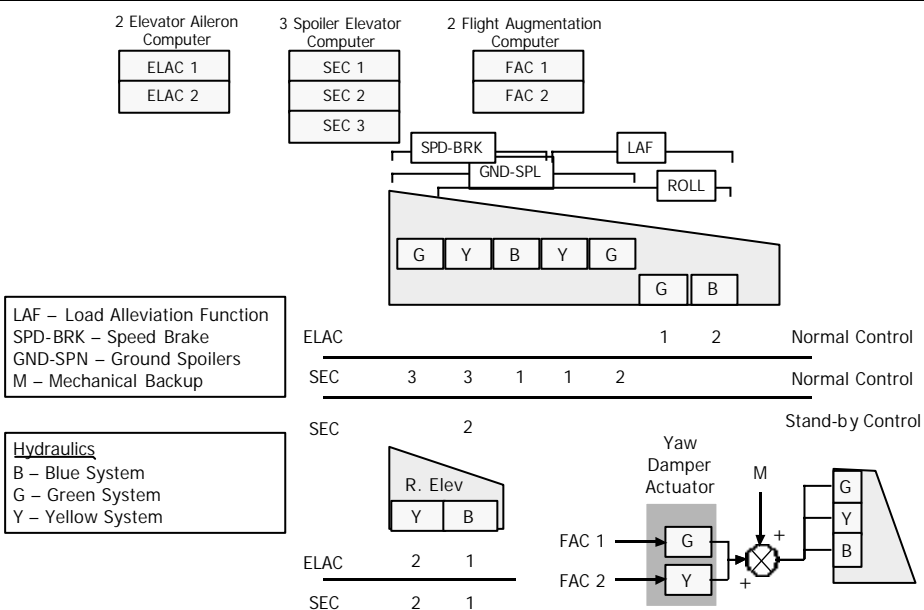 2 Elevator Aileron
Computer
3 Spoiler Elevator
Computer
2 Flight Augmentation
Computer
ELAC 1
ELAC 2
SEC 1
SEC 2
SEC 3
FAC 1
FAC 2
SPD-BRK
LAF
GND-SPL
ROLL
G Y B Y G
G B
LAF – Load Alleviation Function
SPD-BRK – Speed Brake
GND-SPN – Ground Spoilers
M – Mechanical Backup
ELAC 1 2 Normal Control
SEC 3 3 1 1 2 Normal Control
SEC 2 Stand-by Control
Hydraulics
B – Blue System
G – Green System
Y – Yellow System
R. Elev
Y B
ELAC 2 1
SEC 2 1
Yaw
Damper
Actuator
M
FAC 1 G
FAC 2 Y
+
+
G
Y
B